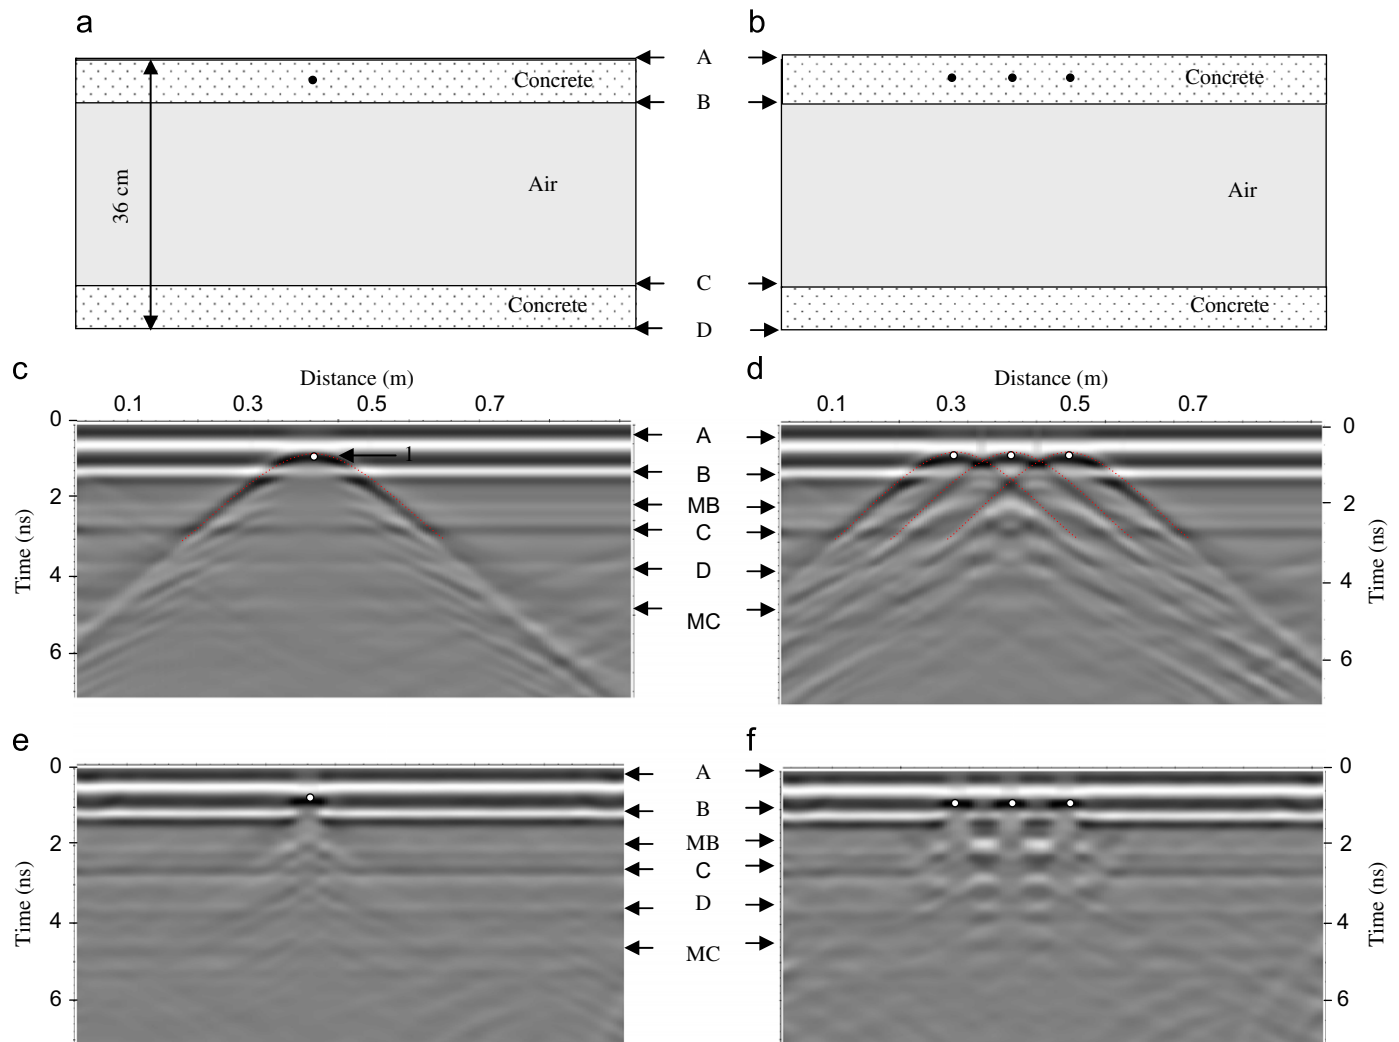 a
b
A
Concrete
Concrete
B
36 cm
Air
Air
C
Concrete
Concrete
D
c
d
Distance (m)
Distance (m)
0.1 0.3 0.5 0.7
0.1 0.3 0.5 0.7
0
2
4
6
Time (ns)
1
A
B
MB
C
D
MC
0
2
4
6
Time (ns)
e
f
0
2
4
6
Time (ns)
A
B
MB
C
D
MC
0
2
4
6
Time (ns)